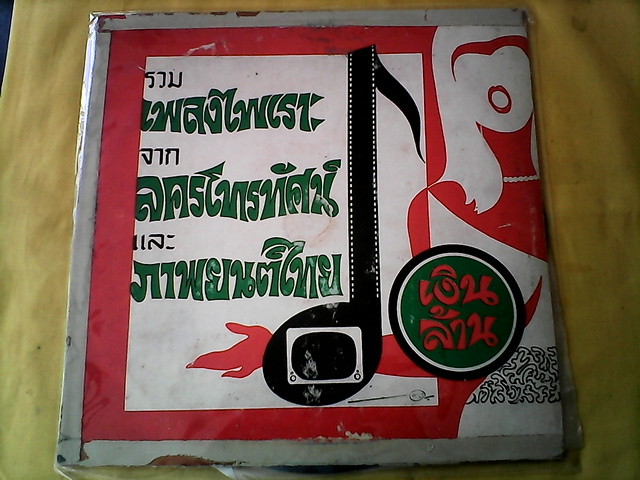 รวม
เพลงไพเราะ
จาก
ละครโทรทัศน์
และ
ภาพยนต์ไทย
เงิน
ล้าน